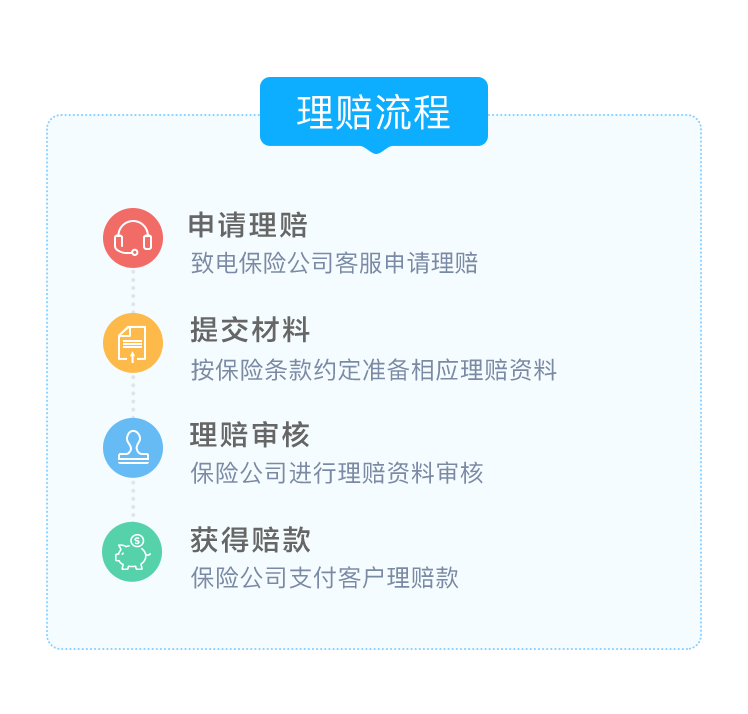 理赔流程
申请理赔
致电保险公司客服申请理赔
提交材料
按保险条款约定准备相应理赔资料
理赔审核
保险公司进行理赔资料审核
获得赔款
$
保险公司支付客户理赔款